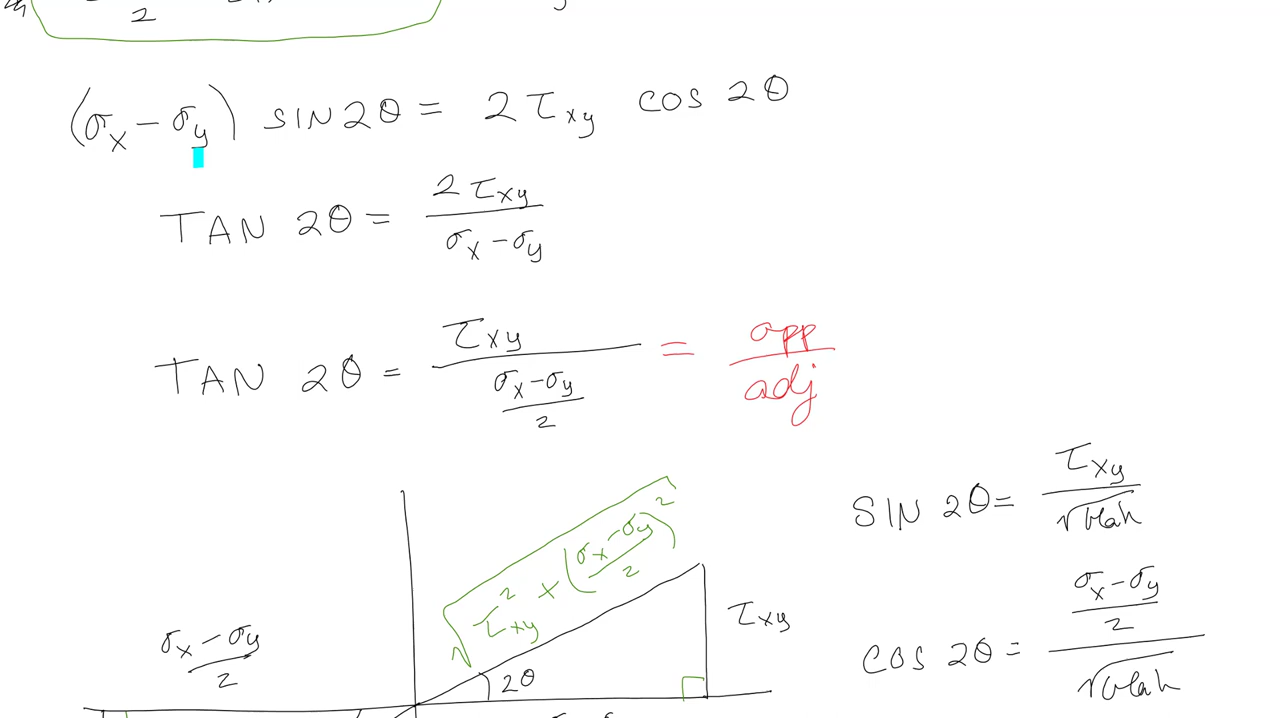 2
(σx − σy) SIN 2θ = 2 τxy COS 2θ
TAN 2θ = 2 τxy / (σx − σy)
TAN 2θ = τxy / ((σx − σy)/2) = opp / adj
SIN 2θ = τxy / √blah
√(τxy² + ((σx − σy)/2)²)
COS 2θ = ((σx − σy)/2) / √blah
τxy
(σx − σy)/2
2θ